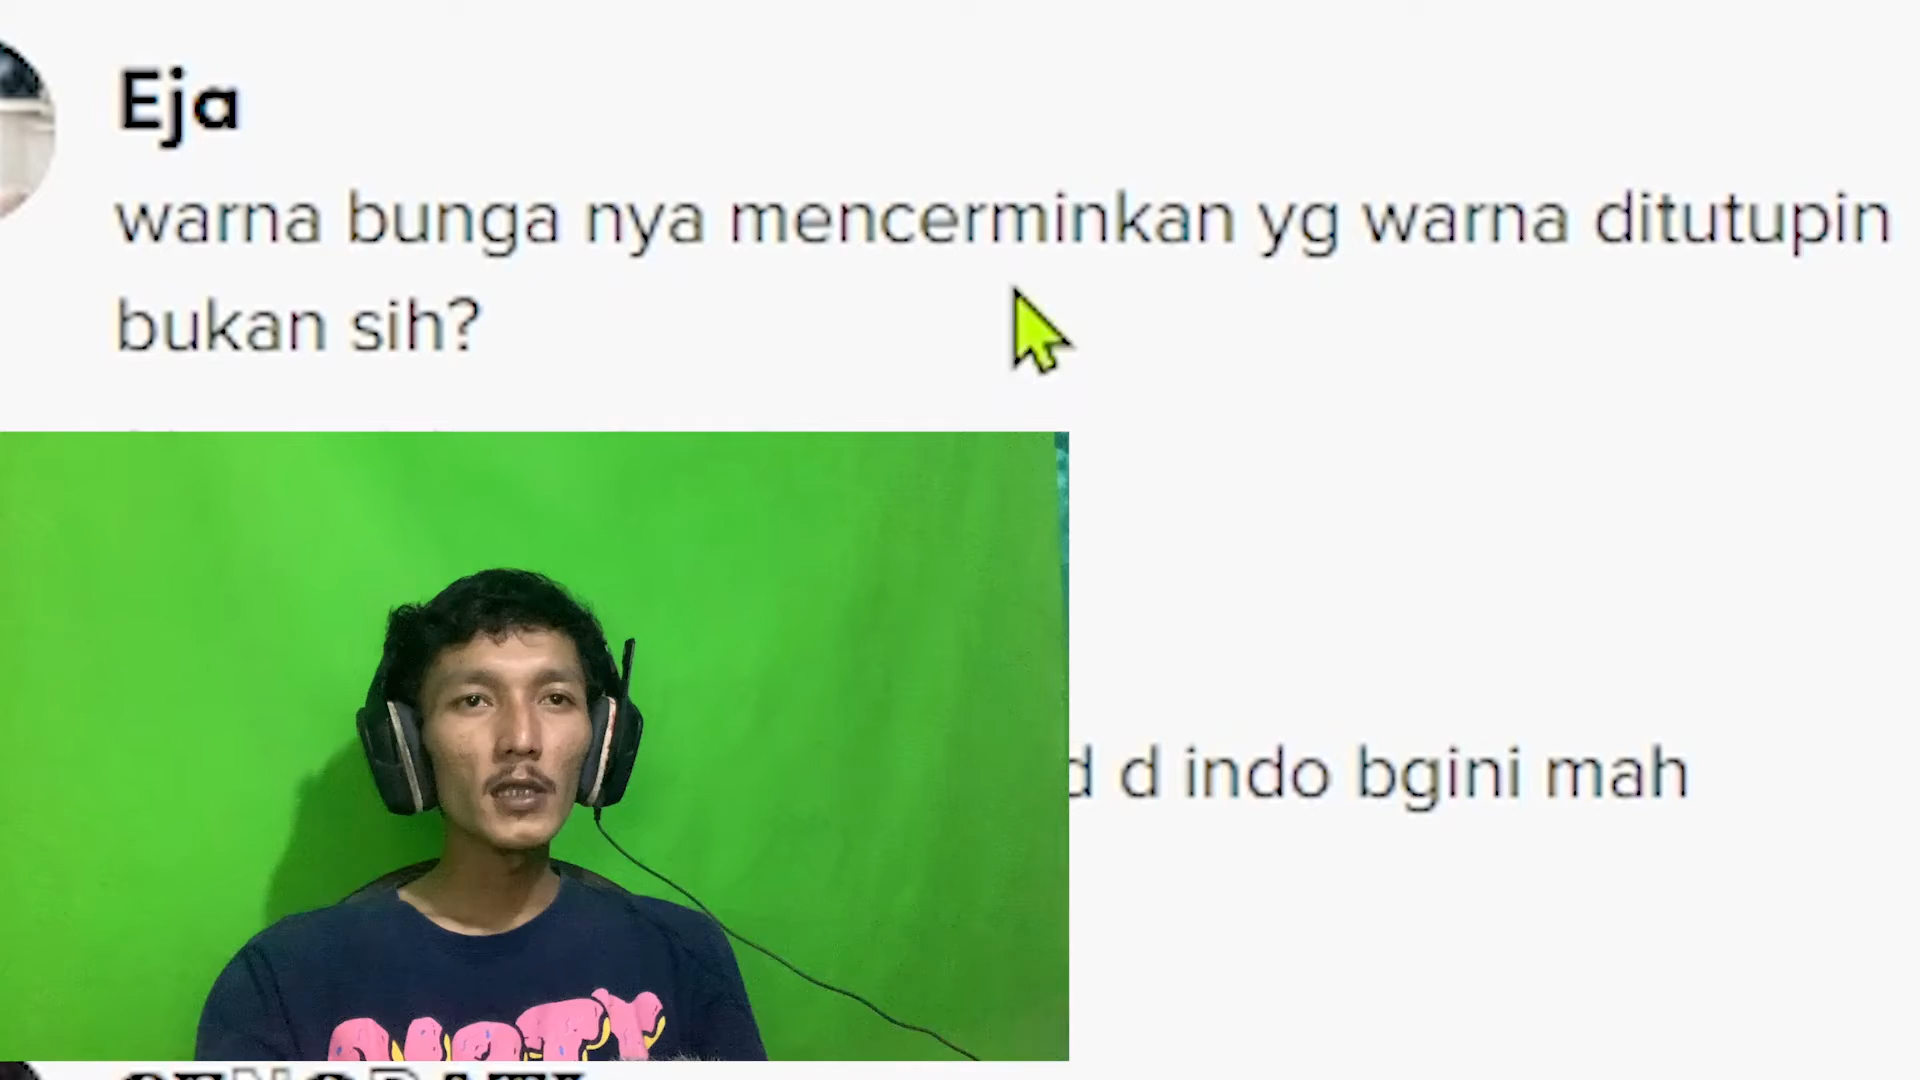 Eja
warna bunga nya mencerminkan yg warna ditutupin
bukan sih?
d indo bgini mah